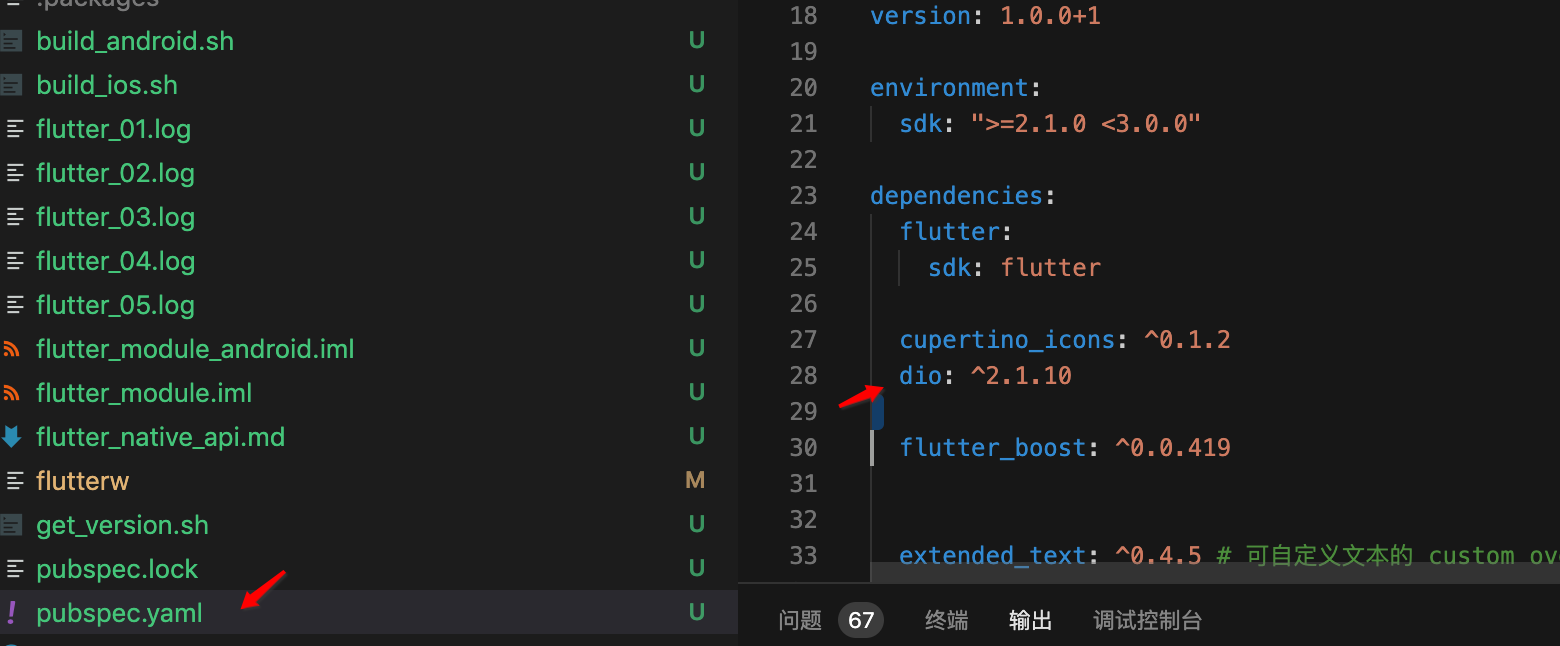 .packages
build_android.sh U
build_ios.sh U
flutter_01.log U
flutter_02.log U
flutter_03.log U
flutter_04.log U
flutter_05.log U
flutter_module_android.iml U
flutter_module.iml U
flutter_native_api.md U
flutterw M
get_version.sh U
pubspec.lock U
pubspec.yaml U
18 version: 1.0.0+1
19
20 environment:
21 sdk: ">=2.1.0 <3.0.0"
22
23 dependencies:
24 flutter:
25 sdk: flutter
26
27 cupertino_icons: ^0.1.2
28 dio: ^2.1.10
29
30 flutter_boost: ^0.0.419
31
32
33 extended_text: ^0.4.5 # 可自定义文本的 custom ov
问题 67 终端 输出 调试控制台